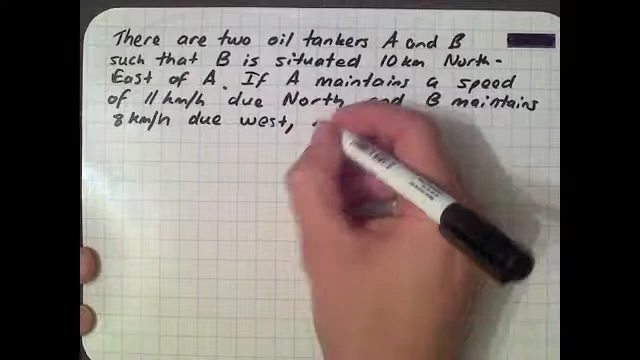 There are two oil tankers A and B
such that B is situated 10 km North-
East of A. If A maintains a speed
of 11 km/h due North and B maintains
8 km/h due west,